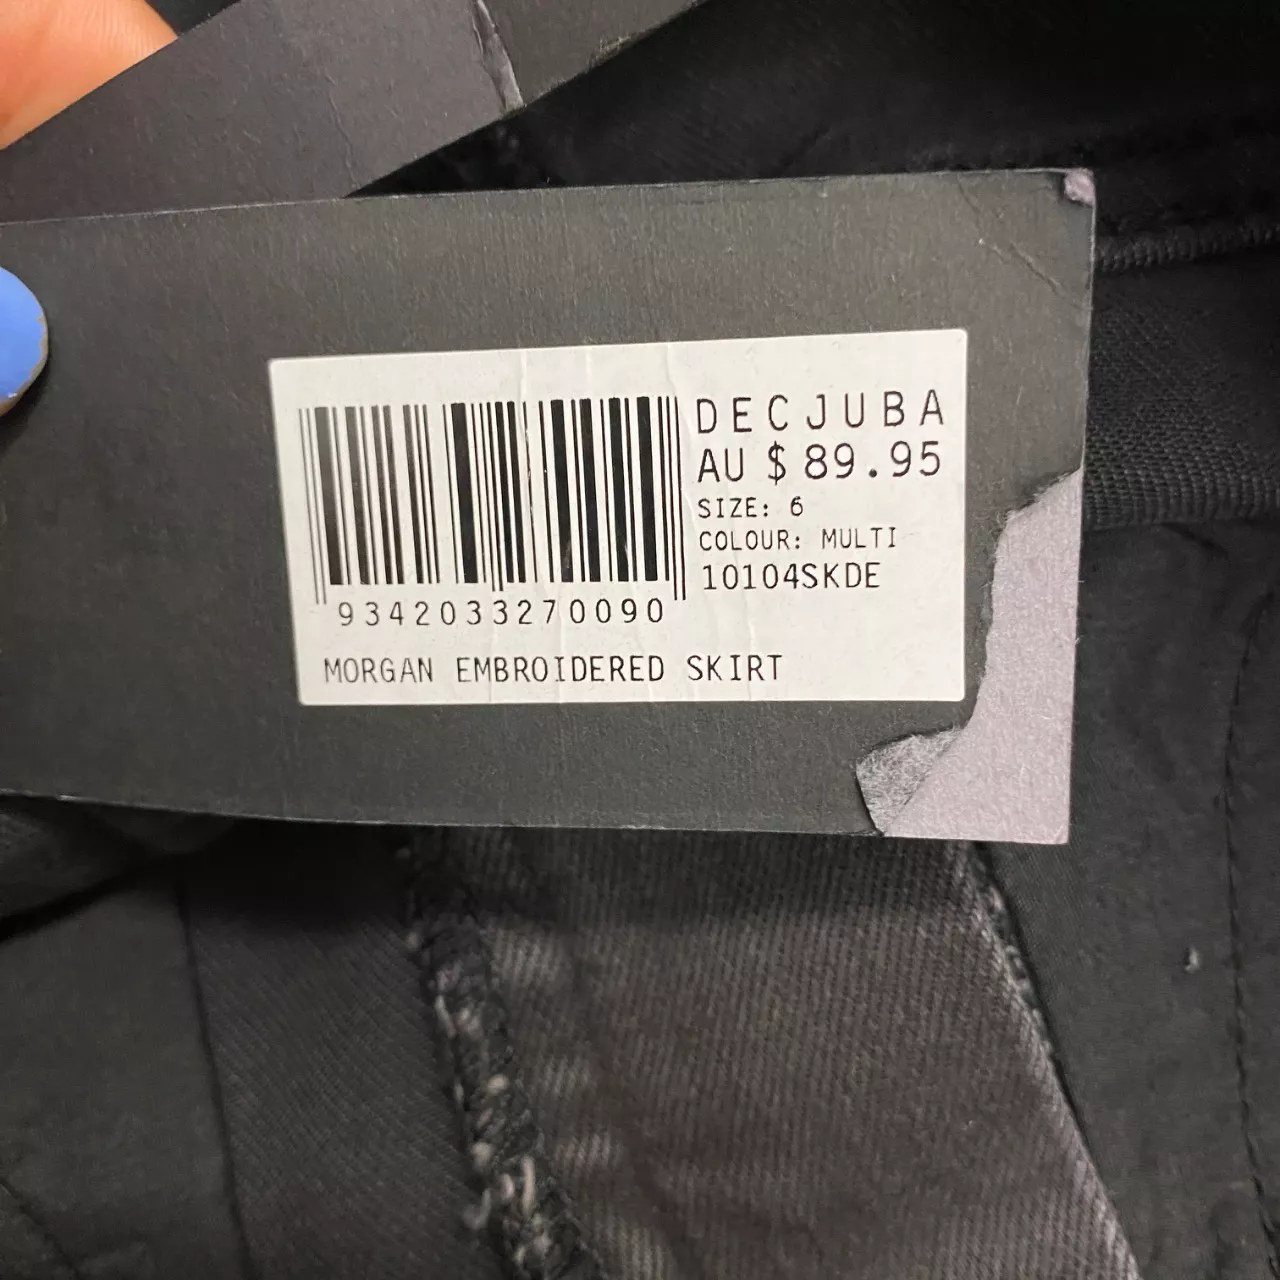 DECJUBA
AU $ 89.95
SIZE: 6
COLOUR: MULTI
10104SKDE
9342033270090
MORGAN EMBROIDERED SKIRT